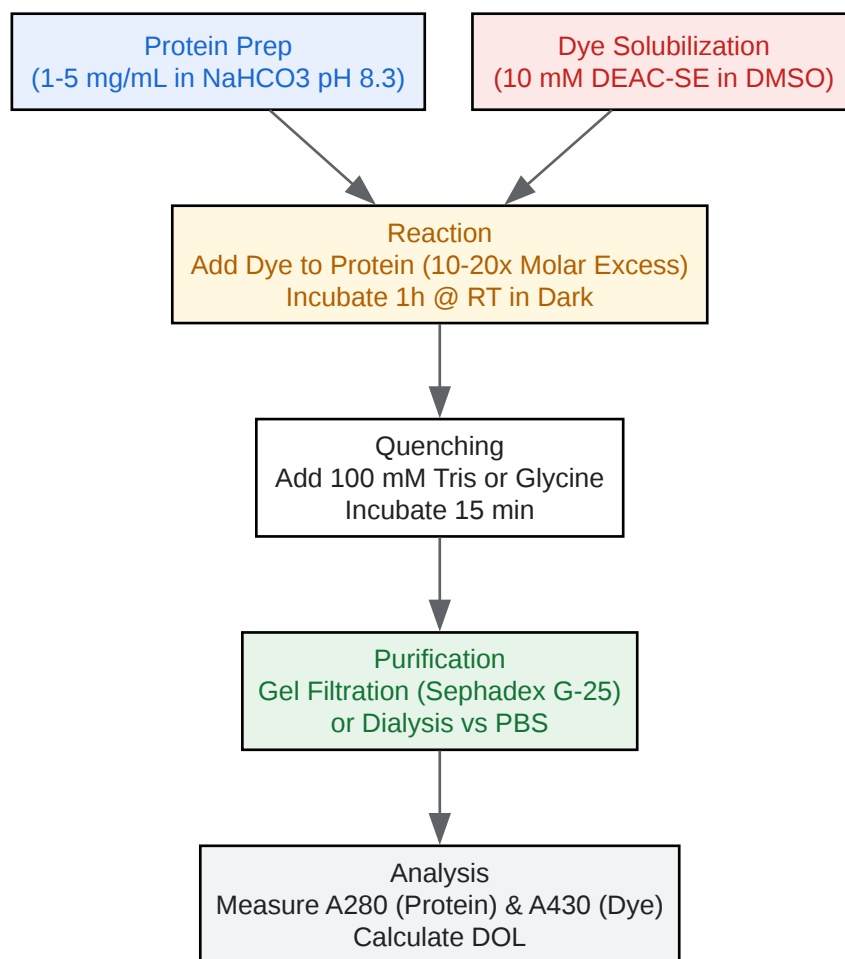 Protein Prep
(1-5 mg/mL in NaHCO3 pH 8.3)
Dye Solubilization
(10 mM DEAC-SE in DMSO)
Reaction
Add Dye to Protein (10-20x Molar Excess)
Incubate 1h @ RT in Dark
Quenching
Add 100 mM Tris or Glycine
Incubate 15 min
Purification
Gel Filtration (Sephadex G-25)
or Dialysis vs PBS
Analysis
Measure A280 (Protein) & A430 (Dye)
Calculate DOL